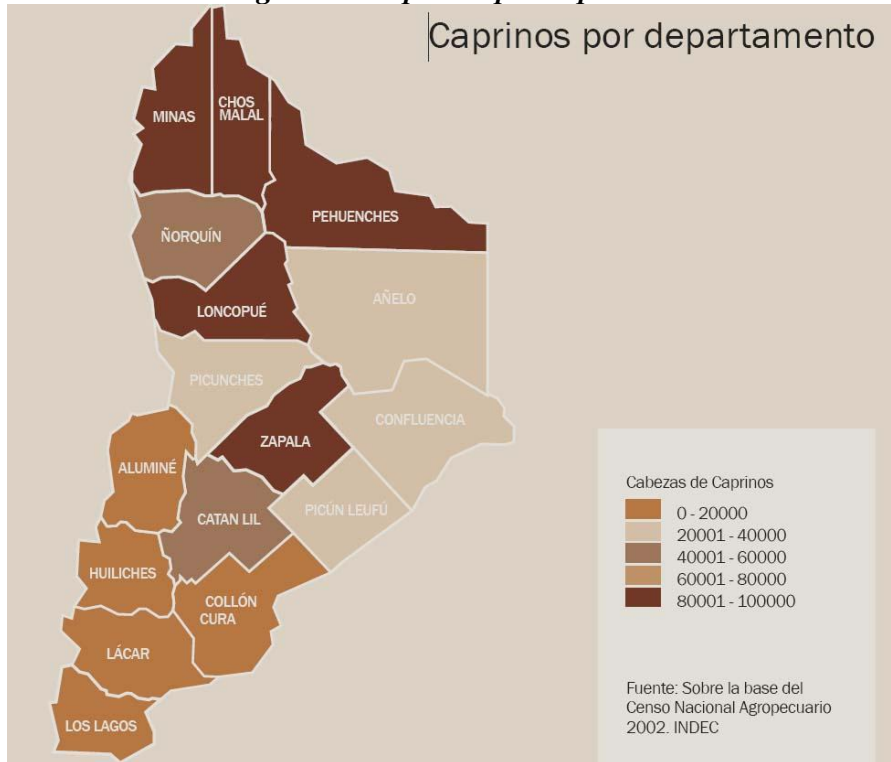 Caprinos por departamento
MINAS
CHOS
MALAL
PEHUENCHES
ÑORQUÍN
LONCOPUÉ
AÑELO
PICUNCHES
CONFLUENCIA
ZAPALA
ALUMINÉ
PICÚN LEUFÚ
CATAN LIL
HUILICHES
COLLÓN
CURA
LÁCAR
LOS LAGOS
Cabezas de Caprinos
0 - 20000
20001 - 40000
40001 - 60000
60001 - 80000
80001 - 100000
Fuente: Sobre la base del
Censo Nacional Agropecuario
2002. INDEC